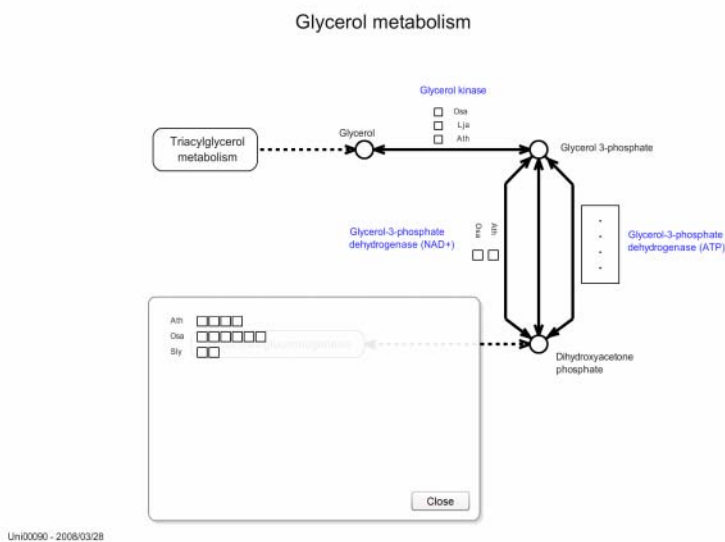 Glycerol metabolism
Glycerol kinase
Osa
Lja
Ath
Triacylglycerol
metabolism
Glycerol
Glycerol 3-phosphate
Osa
Ath
Glycerol-3-phosphate
dehydrogenase (NAD+)
Glycerol-3-phosphate
dehydrogenase (ATP)
Ath
Osa
Sly
Dihydroxyacetone
phosphate
Close
Uni00090 - 2008/03/28